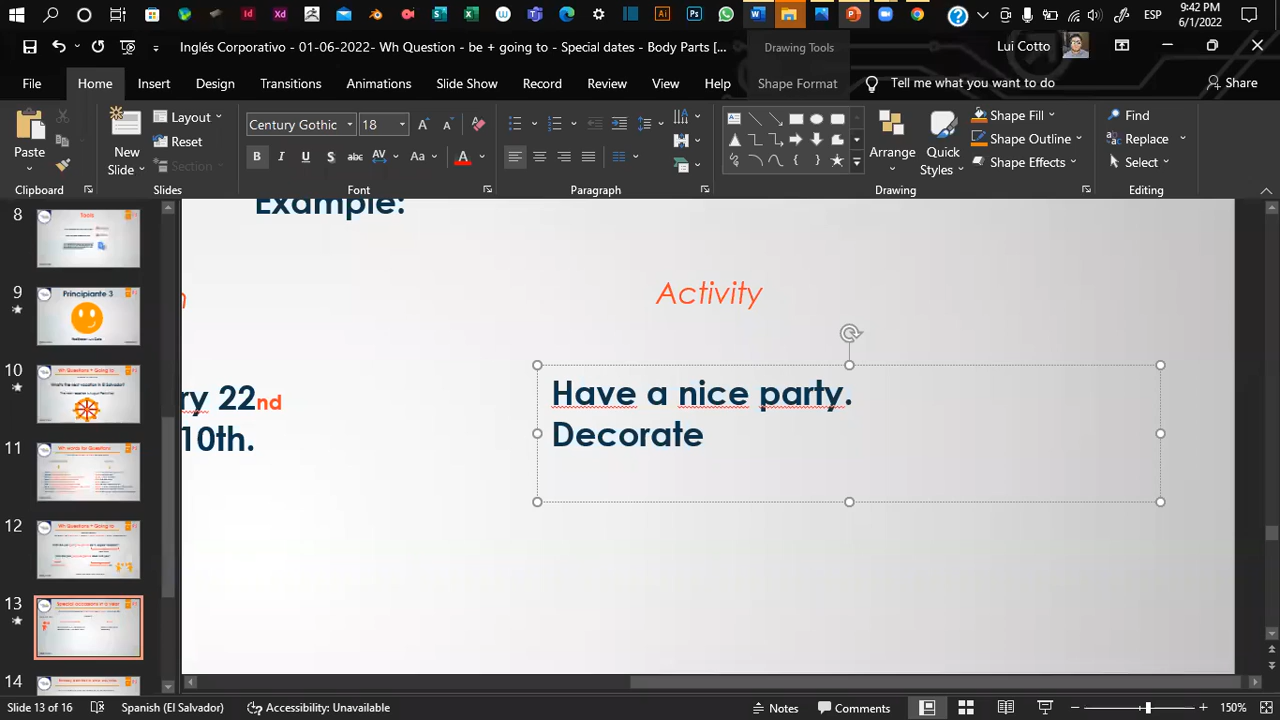 9:42 PM
ESP
6/1/2022
Inglés Corporativo - 01-06-2022- Wh Question - be + going to - Special dates - Body Parts [...
Drawing Tools
Lui Cotto
File
Home
Insert
Design
Transitions
Animations
Slide Show
Record
Review
View
Help
Shape Format
Tell me what you want to do
Share
Paste
New Slide
Layout
Reset
Section
Century Gothic
18
Arrange
Quick Styles
Shape Fill
Shape Outline
Shape Effects
Find
Replace
Select
Clipboard
Slides
Font
Paragraph
Drawing
Editing
8
9
Principiante 3
10
11
12
13
14
Example:
Activity
ry 22nd
10th.
Have a nice party.
Decorate
Slide 13 of 16
Spanish (El Salvador)
Accessibility: Unavailable
Notes
Comments
150%